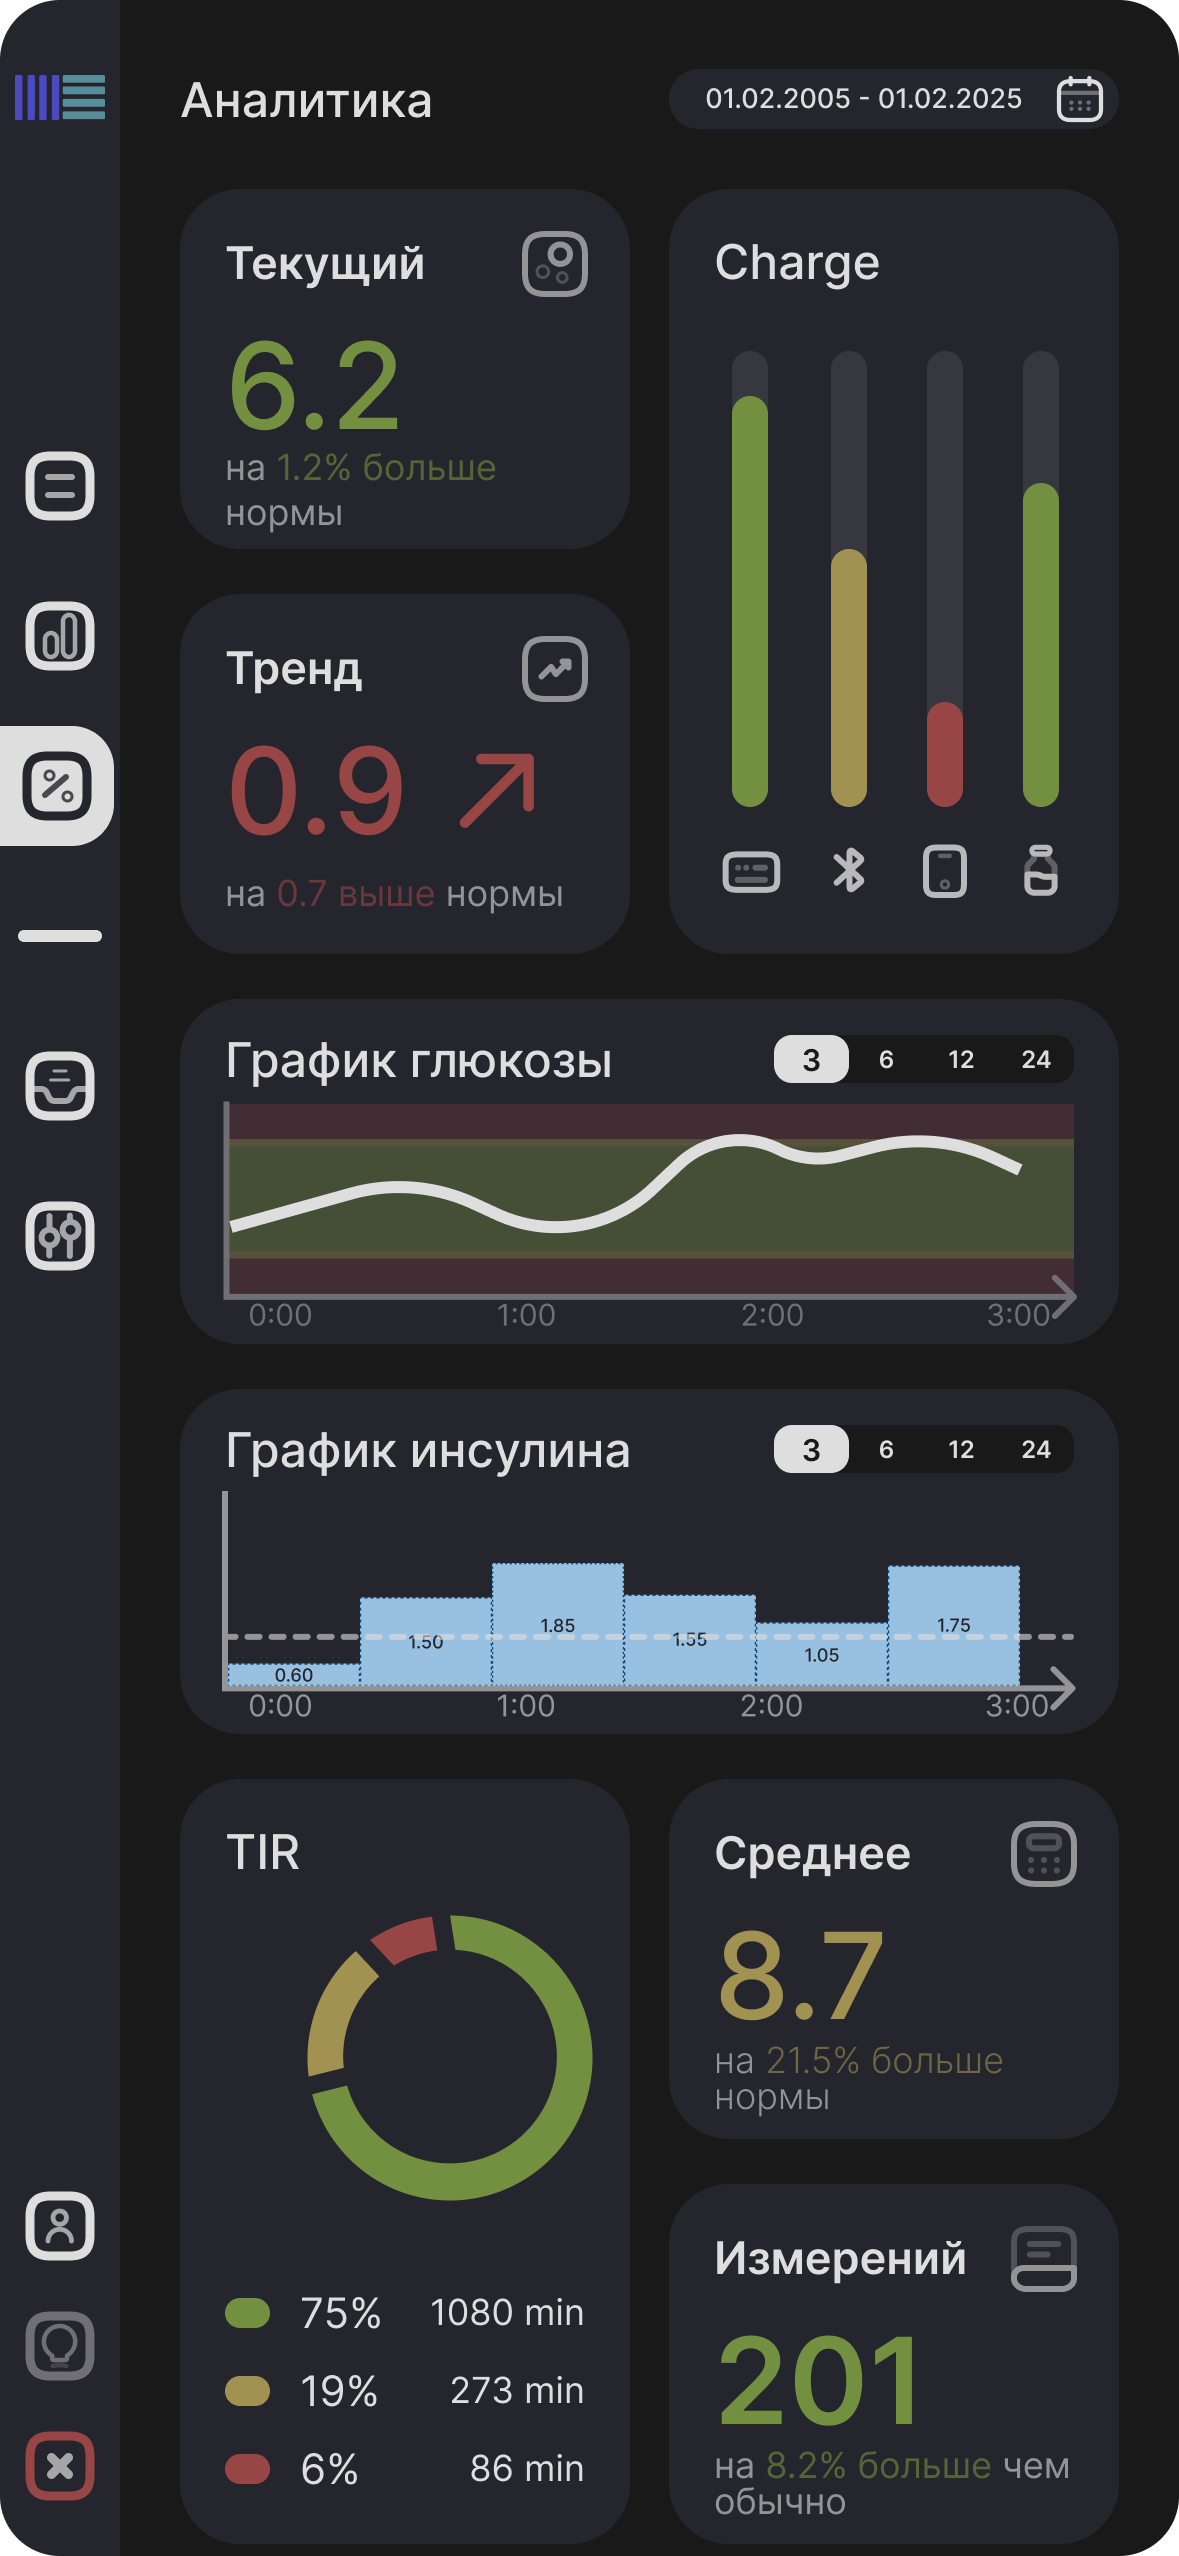 Аналитика
01.02.2005 - 01.02.2025
Текущий
6.2
на 1.2% больше
нормы
Тренд
0.9
на 0.7 выше нормы
Charge
График глюкозы
3 6 12 24
0:00 1:00 2:00 3:00
График инсулина
3 6 12 24
0.60 1.50 1.85 1.55 1.05 1.75
0:00 1:00 2:00 3:00
TIR
75% 1080 min
19% 273 min
6% 86 min
Среднее
8.7
на 21.5% больше
нормы
Измерений
201
на 8.2% больше чем
обычно